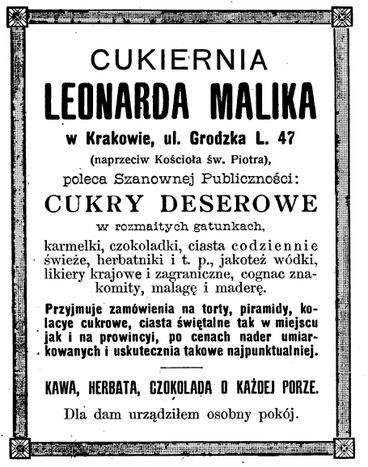 CUKIERNIA
LEONARDA MALIKA
w Krakowie, ul. Grodzka L. 47
(naprzeciw Kościoła św. Piotra),
poleca Szanownej Publiczności:
CUKRY DESEROWE
w rozmaitych gatunkach,
karmelki, czokoladki, ciasta codziennie
świeże, herbatniki i t. p., jakoteż wódki,
likiery krajowe i zagraniczne, cognac zna-
komity, malagę i maderę.
Przyjmuje zamówienia na torty, piramidy, ko-
lacye cukrowe, ciasta świętalne tak w miejscu
jak i na prowincyi, po cenach nader umiar-
kowanych i uskutecznia takowe najpunktualniej.
KAWA, HERBATA, CZOKOLADA O KAŻDEJ PORZE.
Dla dam urządziłem osobny pokój.